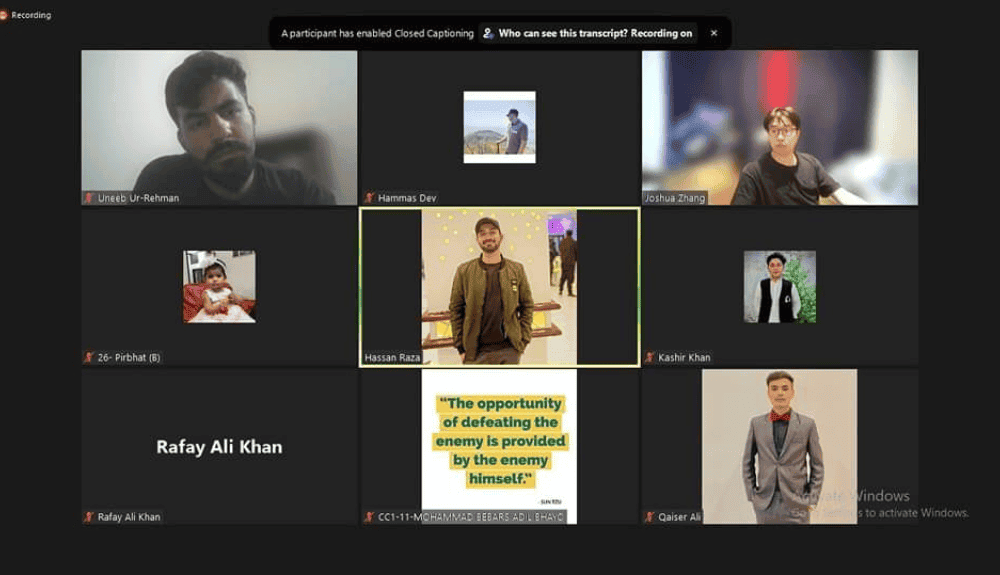 Recording
A participant has enabled Closed Captioning Who can see this transcript? Recording on ×
Uneeb Ur-Rehman
Hammas Dev
Joshua Zhang
26- Pirbhat (B)
Hassan Raza
Kashir Khan
Rafay Ali Khan
Rafay Ali Khan
"The opportunity
of defeating the
enemy is provided
by the enemy
himself."
- SUN TZU
CC1-11-MOHAMMAD BEBARS ADIL BHAYO
Qaiser Ali
Activate Windows
to activate Windows.